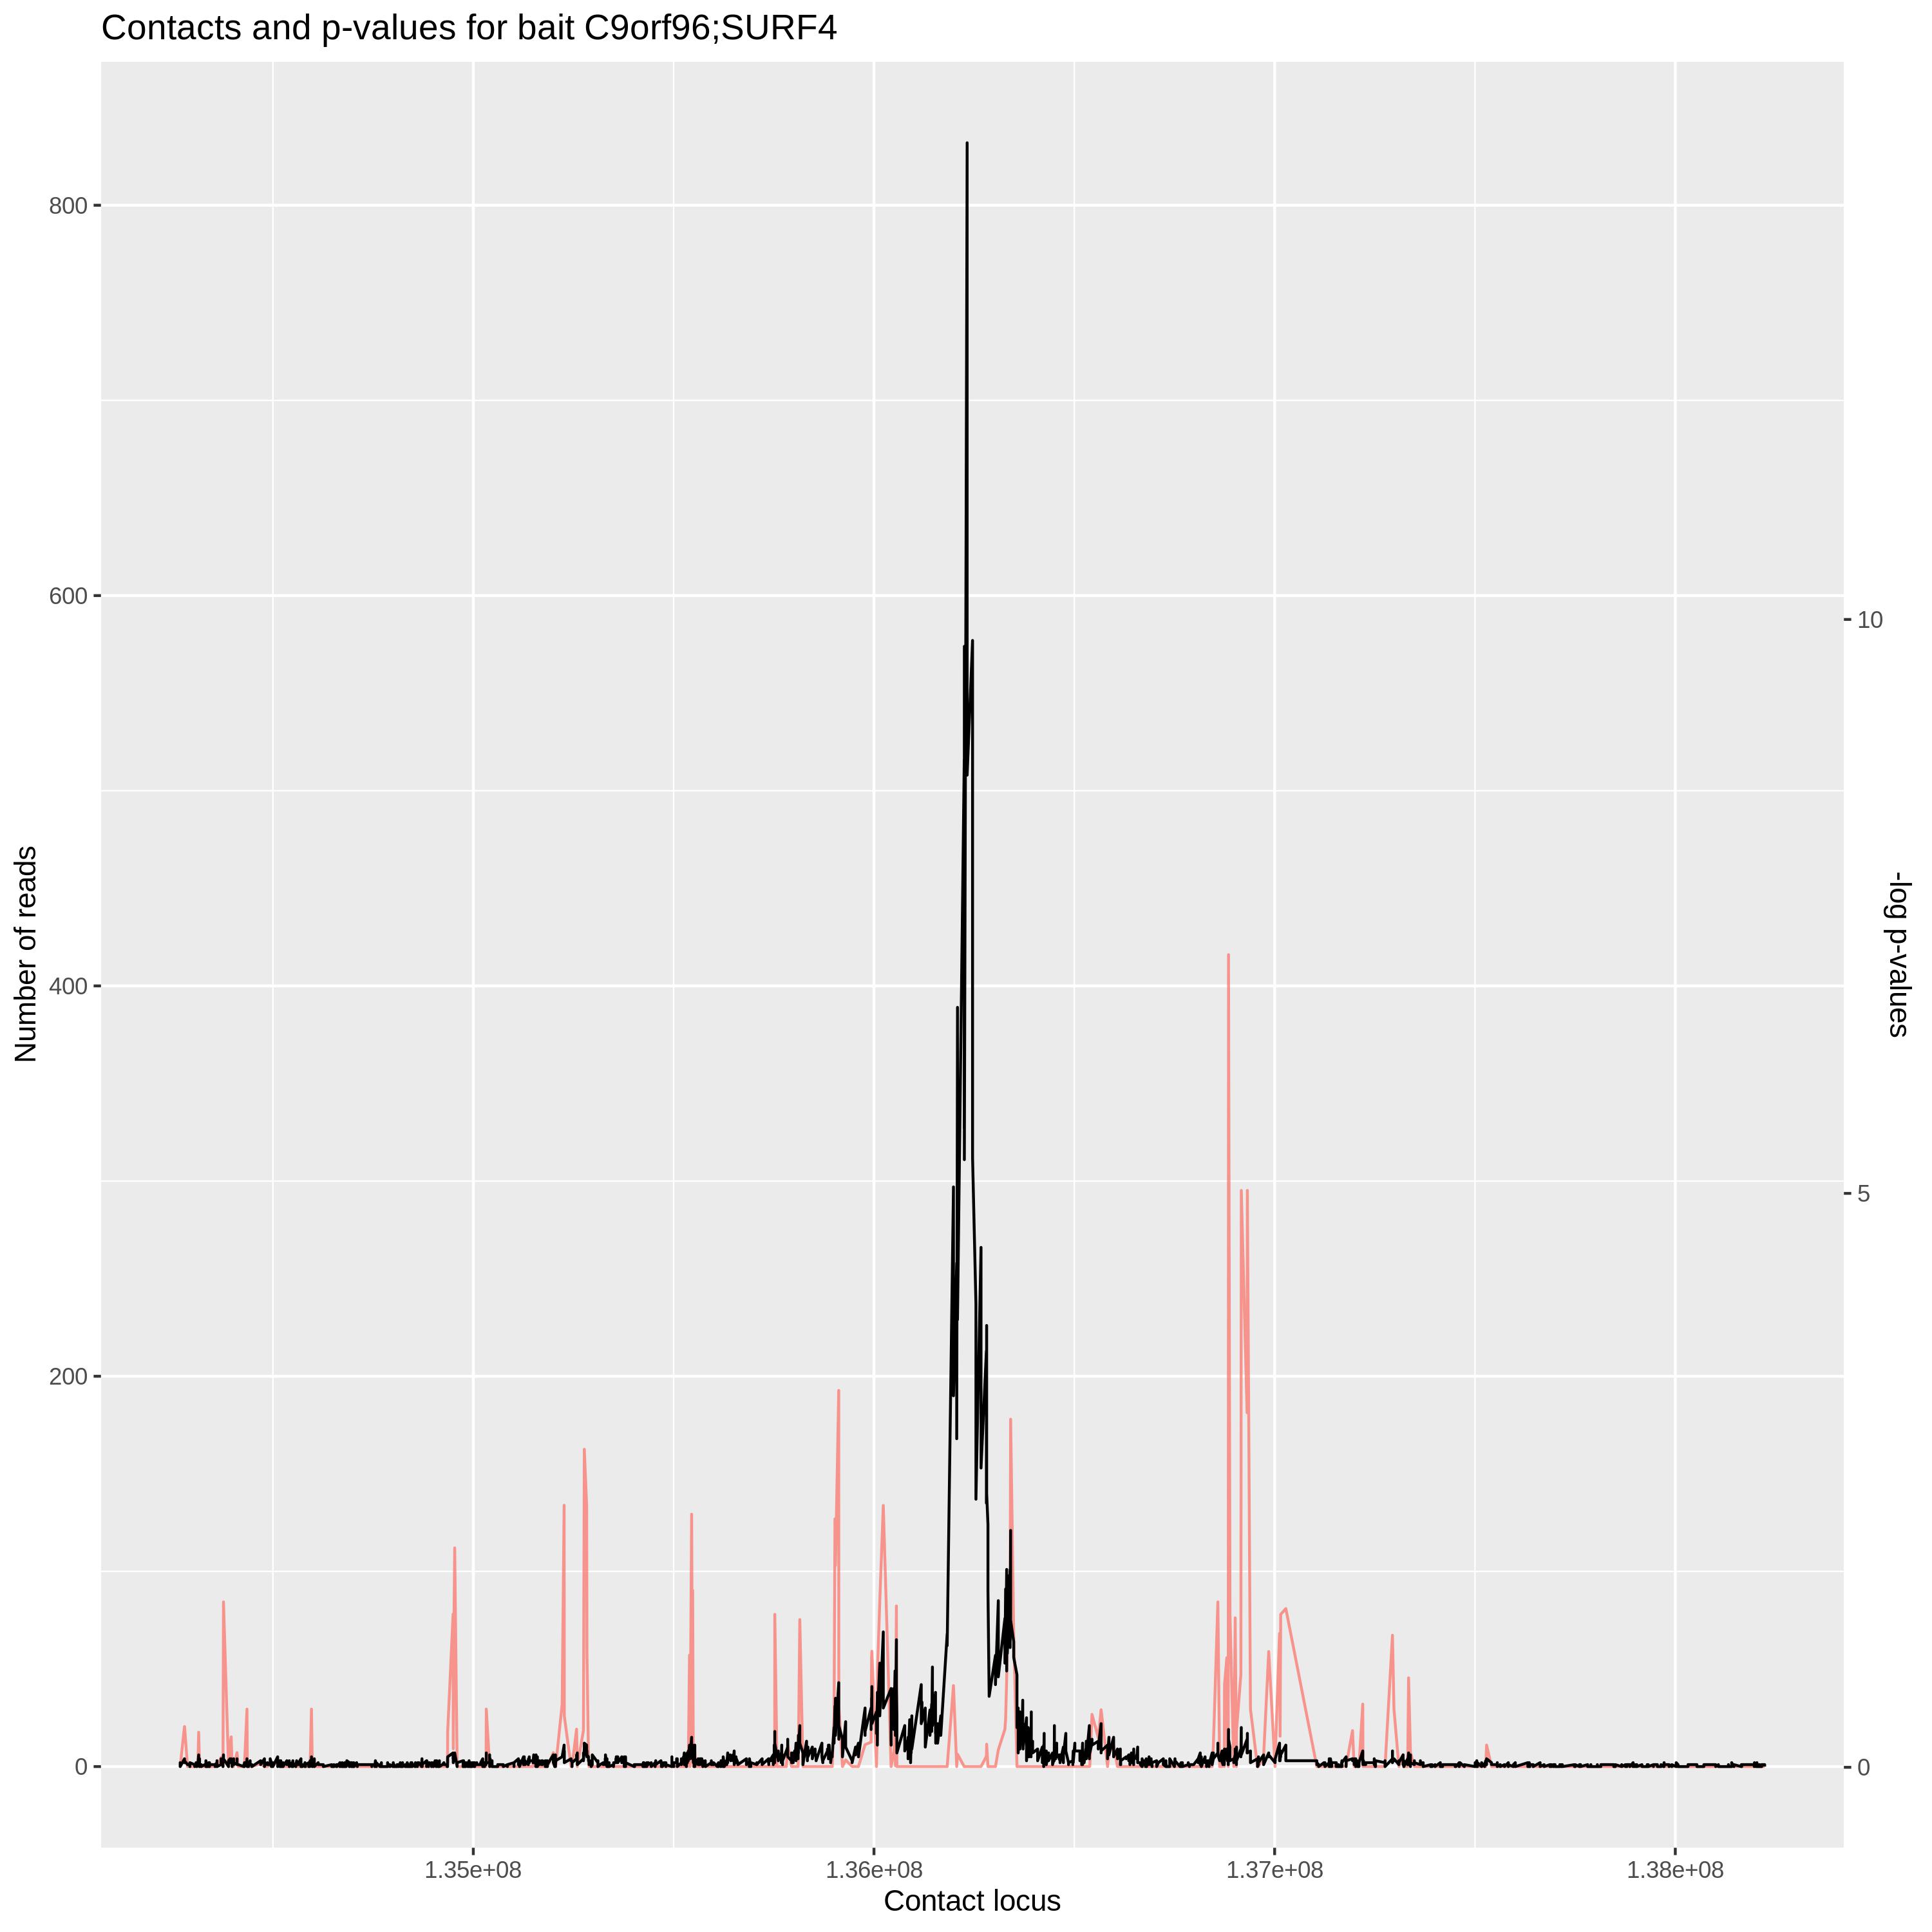 Contacts and p-values for bait C9orf96;SURF4
800
600
400
200
0
Number of reads
10
5
0
-log p-values
1.35e+08 1.36e+08 1.37e+08 1.38e+08
Contact locus